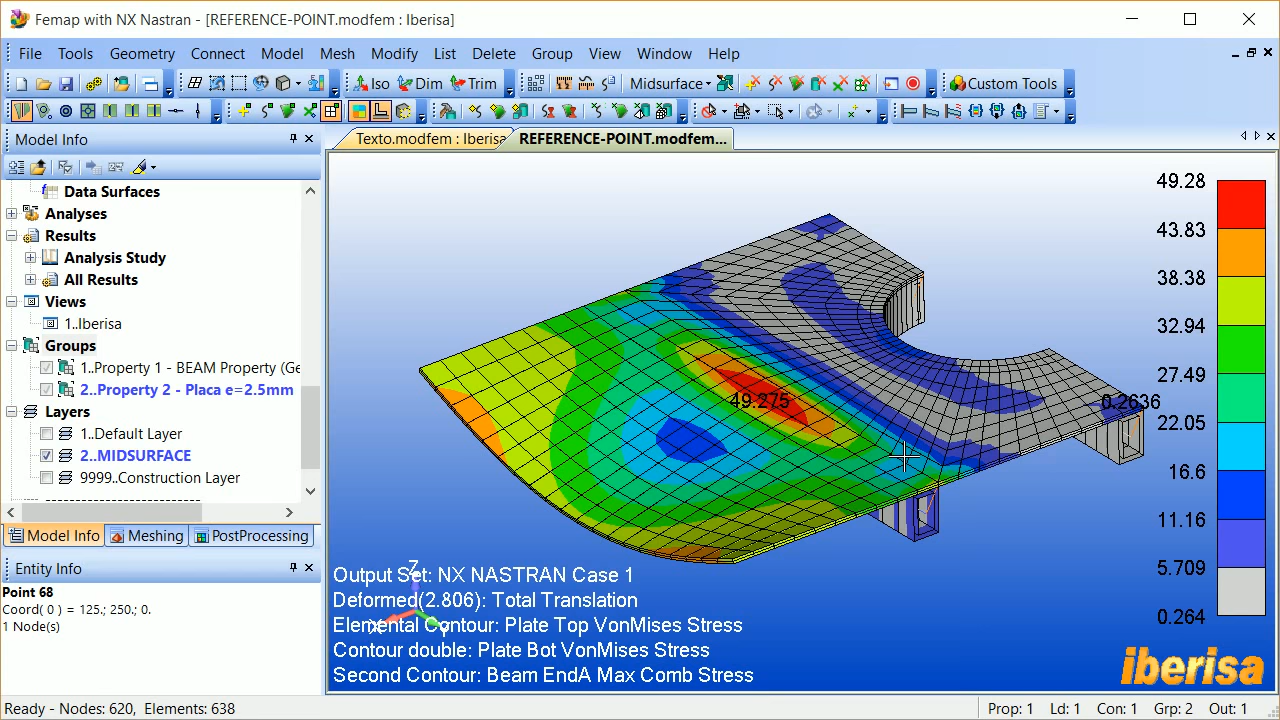 Femap with NX Nastran - [REFERENCE-POINT.modfem : Iberisa]
File Tools Geometry Connect Model Mesh Modify List Delete Group View Window Help
Iso Dim Trim Midsurface Custom Tools
Model Info
Texto.modfem : Iberisa REFERENCE-POINT.modfem...
Data Surfaces
Analyses
Results
Analysis Study
All Results
Views
1..Iberisa
Groups
1..Property 1 - BEAM Property (Ge
2..Property 2 - Placa e=2.5mm
Layers
1..Default Layer
2..MIDSURFACE
9999..Construction Layer
Model Info Meshing PostProcessing
Entity Info
Point 68
Coord( 0 ) = 125.; 250.; 0.
1 Node(s)
49.28
43.83
38.38
32.94
27.49
22.05
16.6
11.16
5.709
0.264
49.275
0.2636
Z
X
Y
Output Set: NX NASTRAN Case 1
Deformed(2.806): Total Translation
Elemental Contour: Plate Top VonMises Stress
Contour double: Plate Bot VonMises Stress
Second Contour: Beam EndA Max Comb Stress
iberisa
Ready - Nodes: 620, Elements: 638
Prop: 1 Ld: 1 Con: 1 Grp: 2 Out: 1